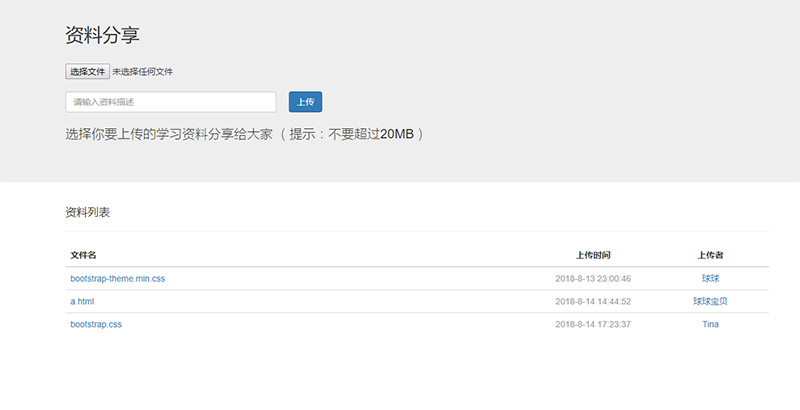 资料分享
选择文件 未选择任何文件
请输入资料描述 上传
选择你要上传的学习资料分享给大家 （ 提示：不要超过20MB ）
资料列表
文件名 上传时间 上传者
bootstrap-theme.min.css 2018-8-13 23:00:46 球球
a.html 2018-8-14 14:44:52 球球宝贝
bootstrap.css 2018-8-14 17:23:37 Tina